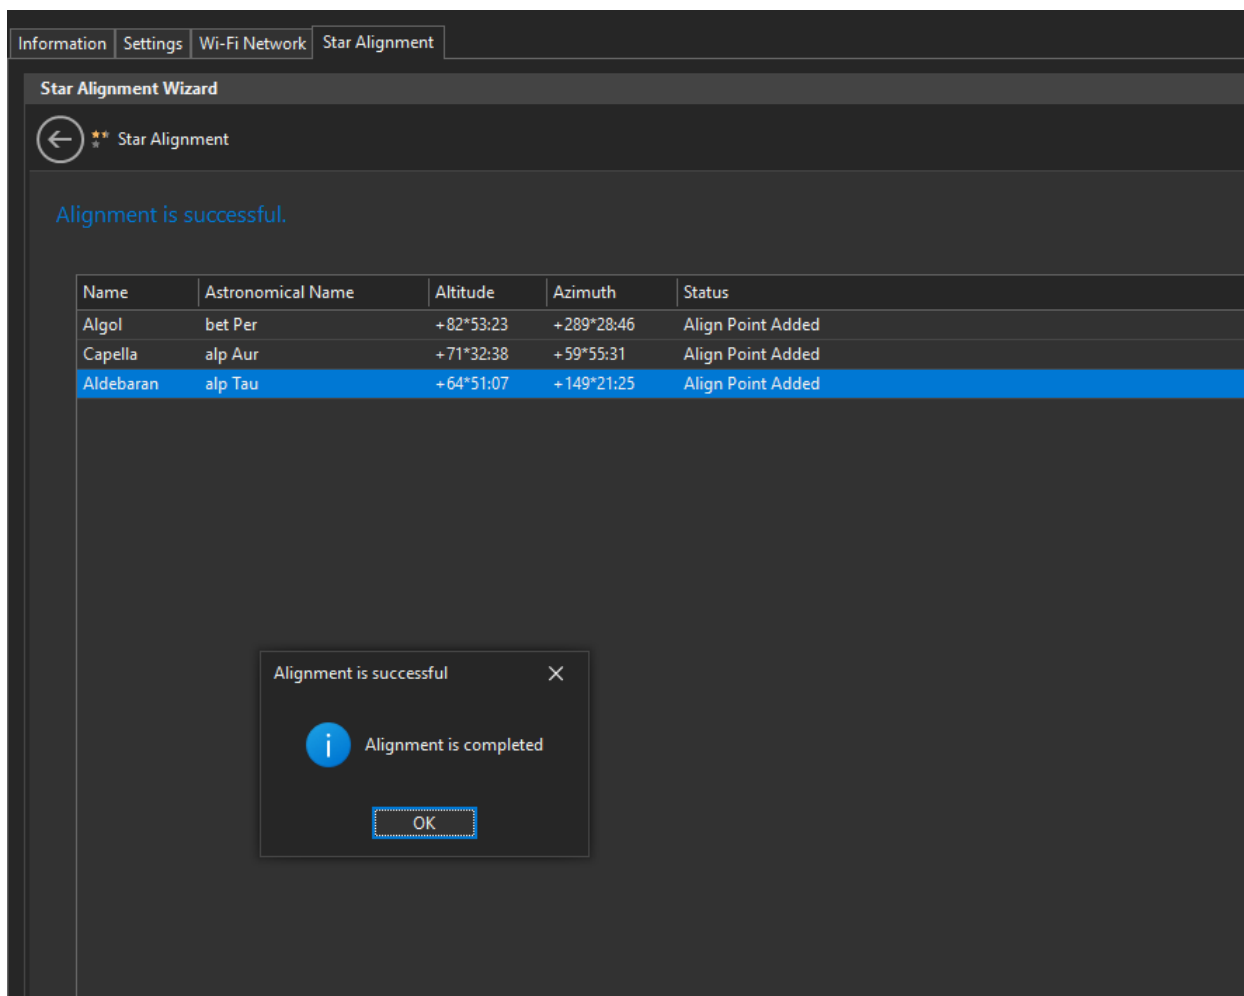 Information Settings Wi-Fi Network Star Alignment
Star Alignment Wizard
Star Alignment
Alignment is successful.
Name Astronomical Name Altitude Azimuth Status
Algol bet Per +82*53:23 +289*28:46 Align Point Added
Capella alp Aur +71*32:38 +59*55:31 Align Point Added
Aldebaran alp Tau +64*51:07 +149*21:25 Align Point Added
Alignment is successful
Alignment is completed
OK